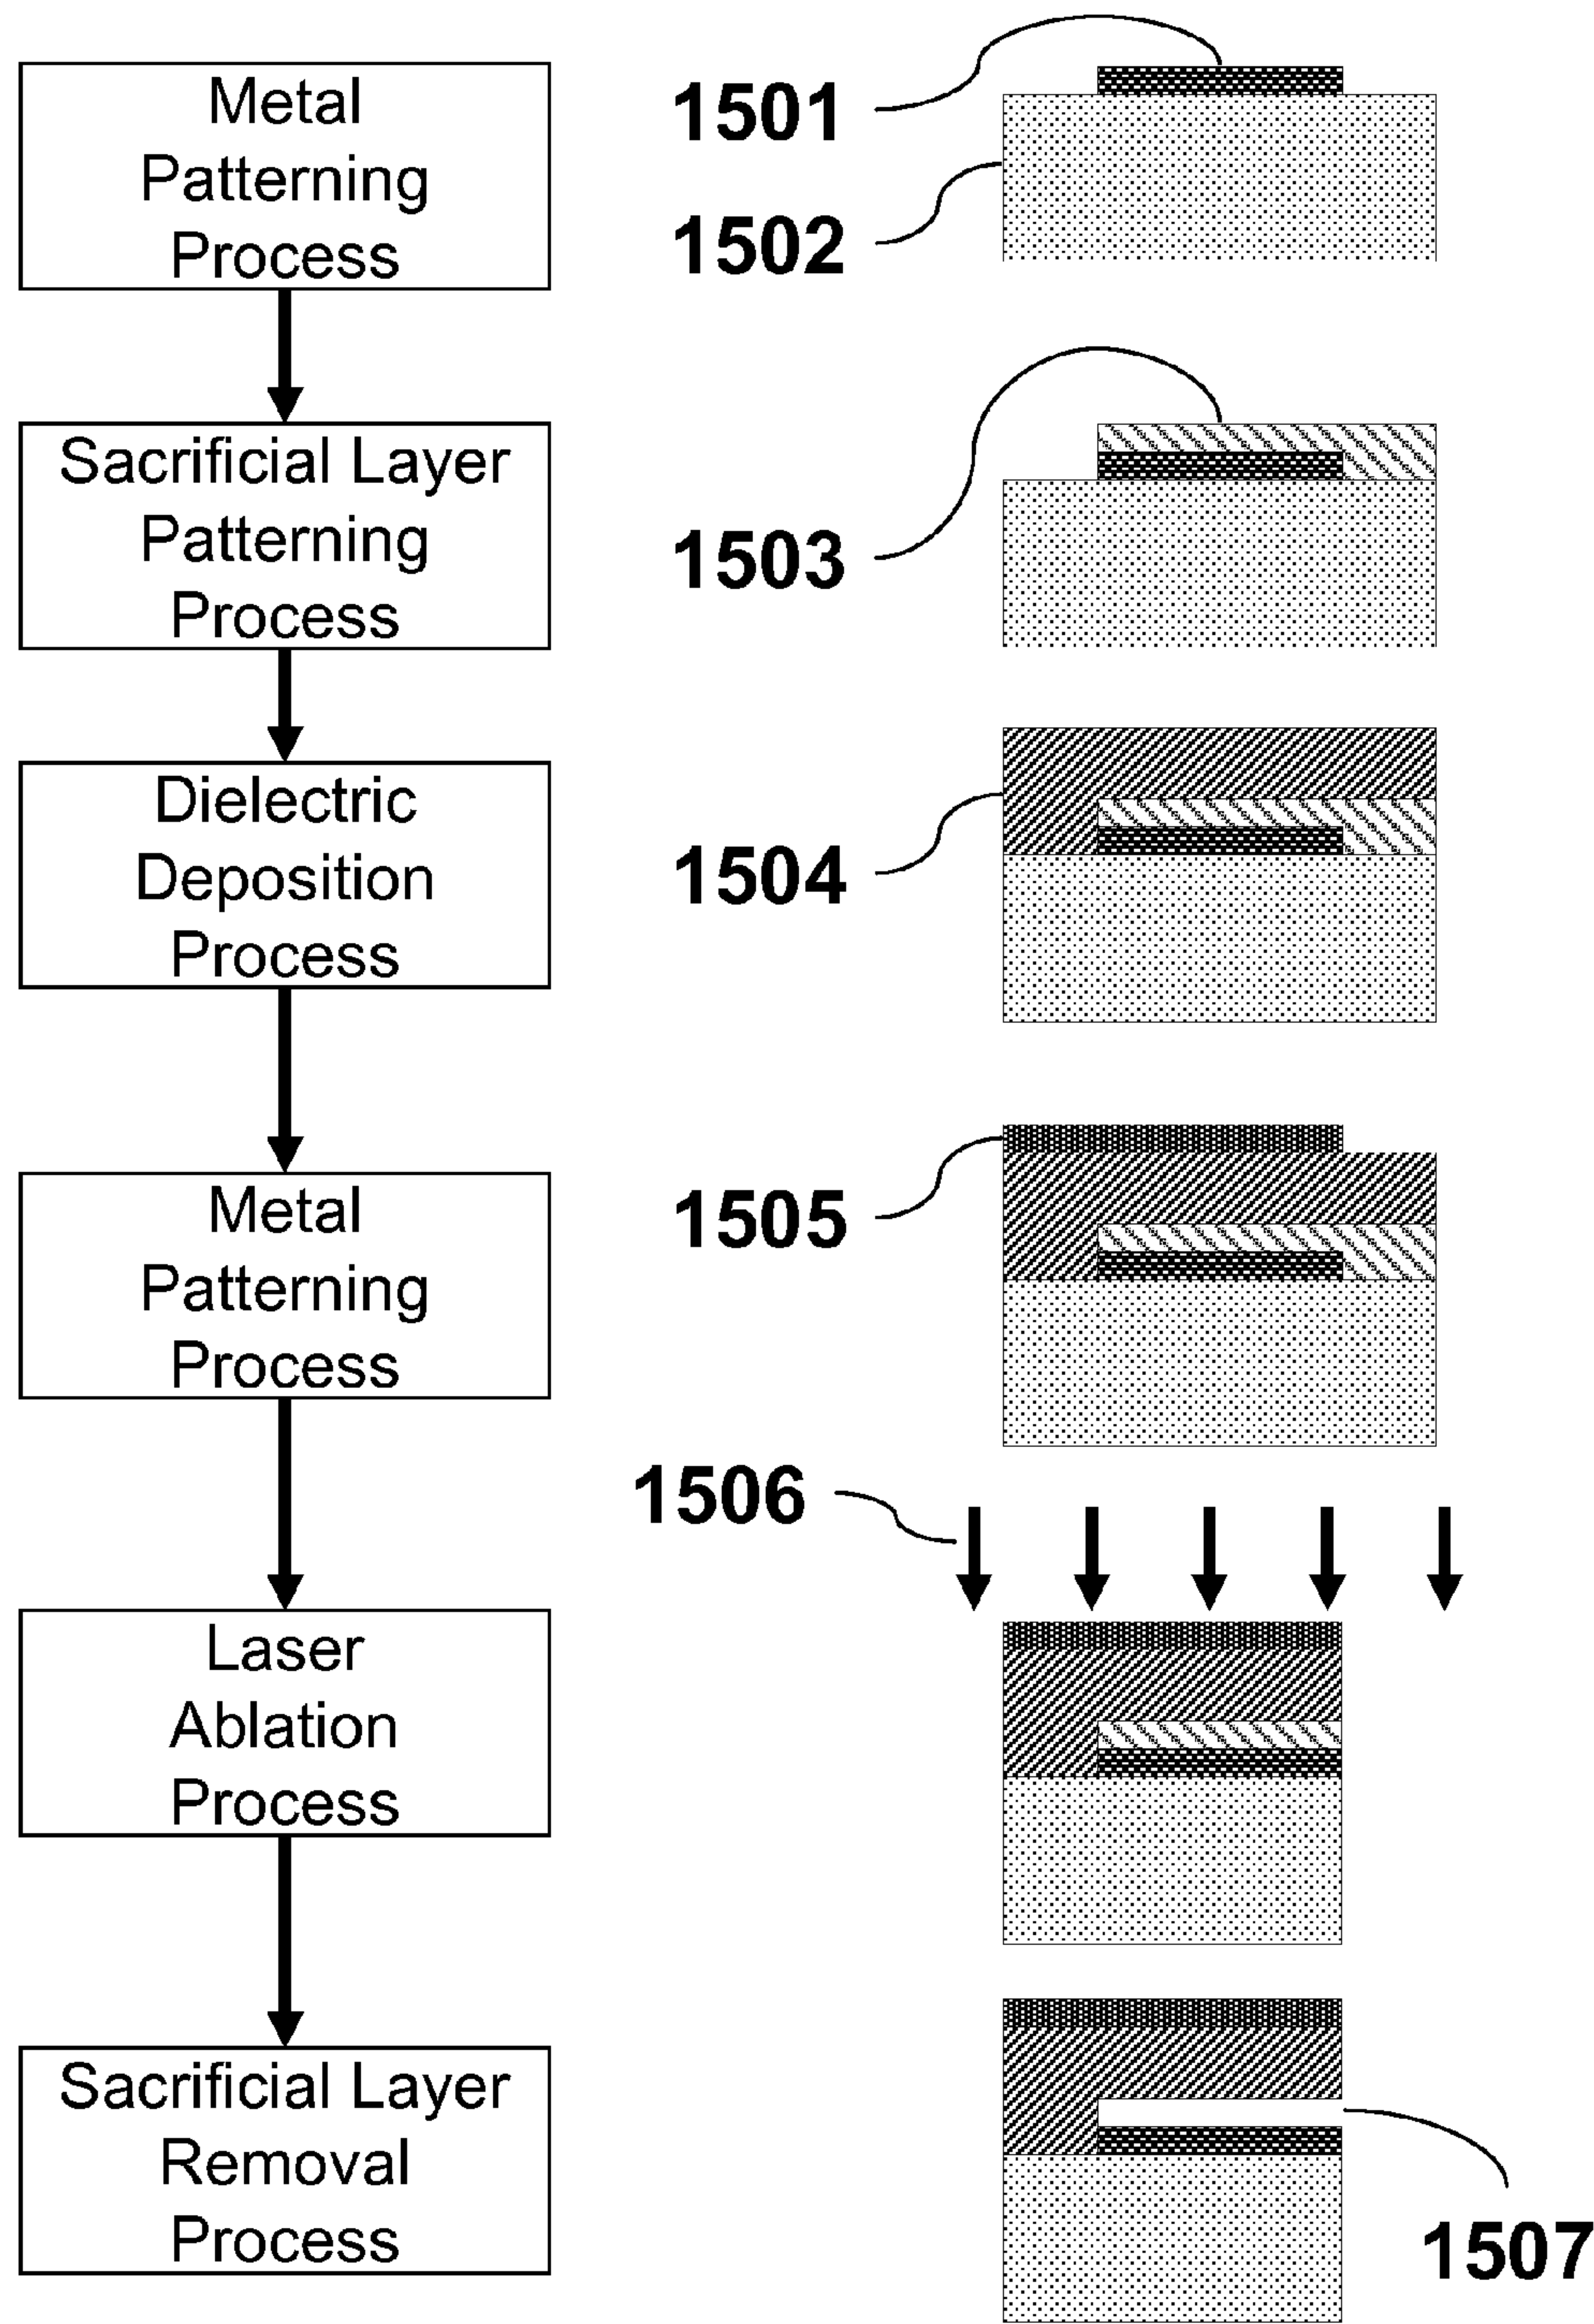 Metal
Patterning
Process
1501
1502
Sacrificial Layer
Patterning
Process
1503
Dielectric
Deposition
Process
1504
Metal
Patterning
Process
1505
1506
Laser
Ablation
Process
Sacrificial Layer
Removal
Process
1507